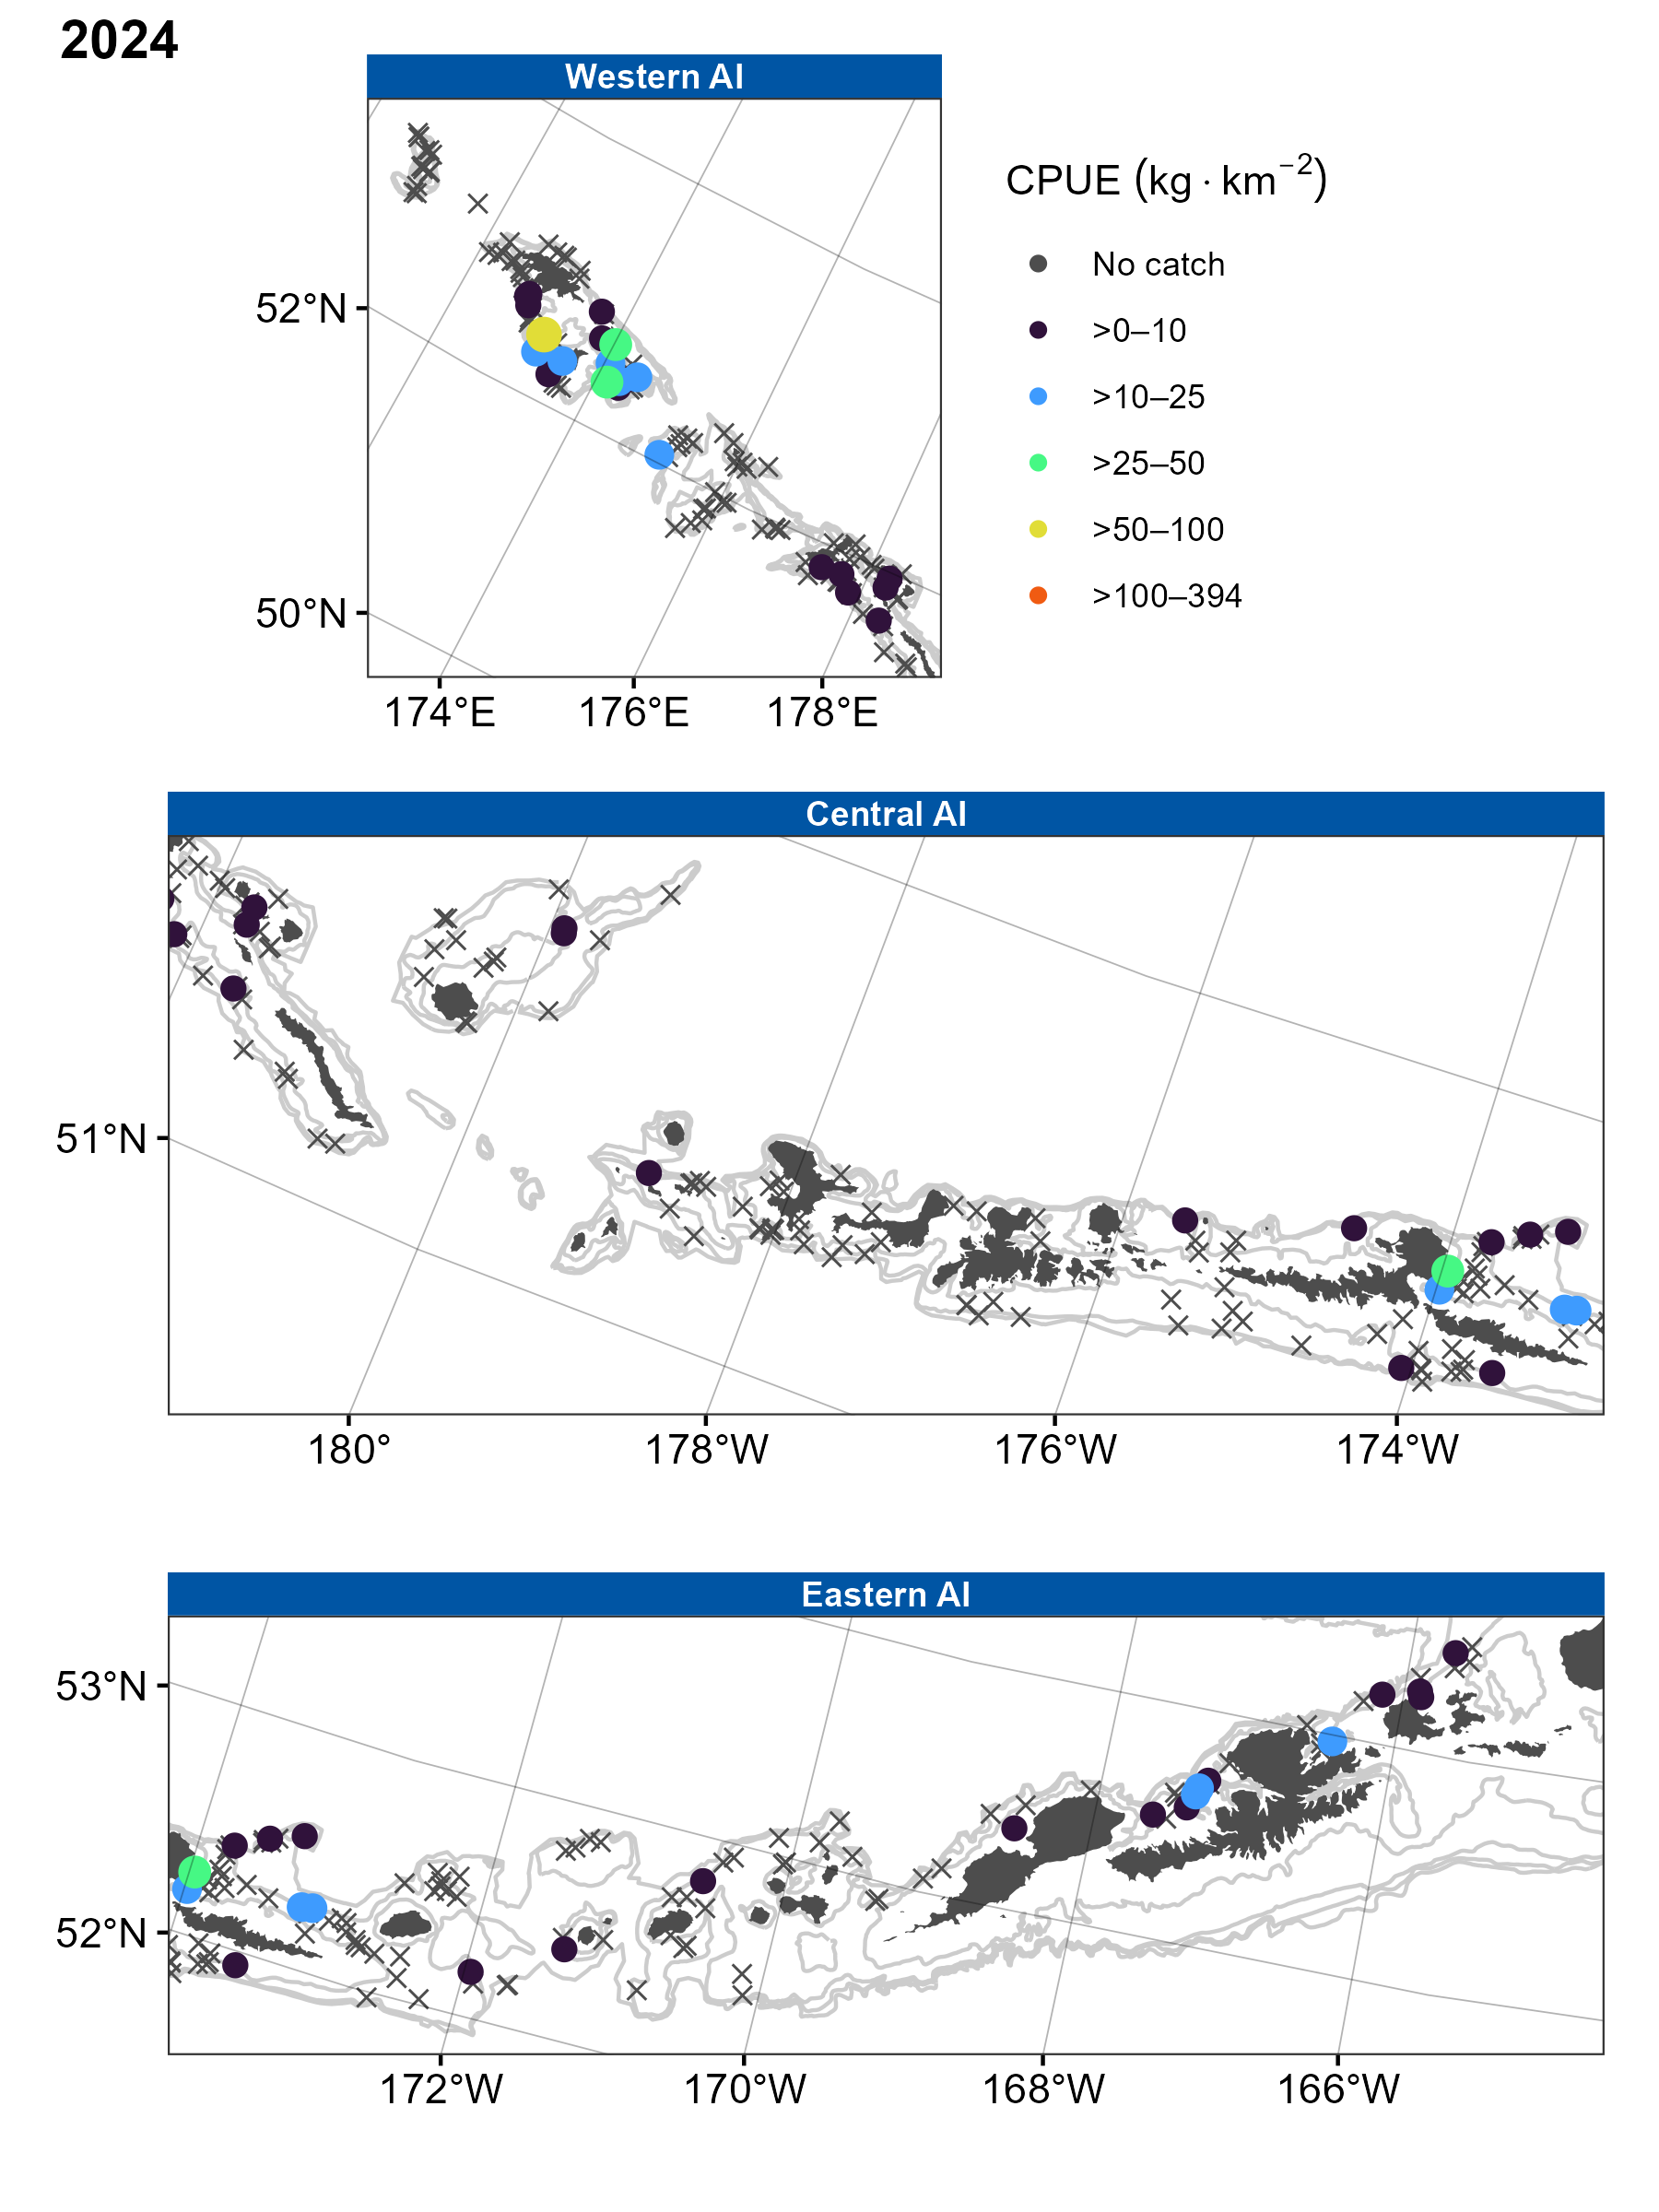 2024
Western AI
CPUE (kg · km⁻²)
No catch
>0–10
>10–25
>25–50
>50–100
>100–394
52°N
50°N
174°E 176°E 178°E
Central AI
51°N
180° 178°W 176°W 174°W
Eastern AI
53°N
52°N
172°W 170°W 168°W 166°W